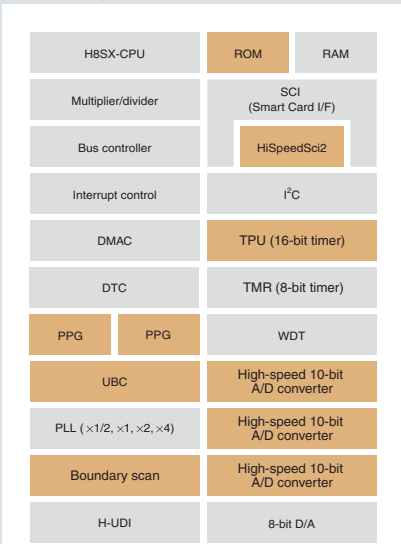 H8SX-CPU
ROM
RAM
Multiplier/divider
SCI
(Smart Card I/F)
Bus controller
HiSpeedSci2
Interrupt control
I²C
DMAC
TPU (16-bit timer)
DTC
TMR (8-bit timer)
PPG
PPG
WDT
UBC
High-speed 10-bit
A/D converter
PLL (×1/2, ×1, ×2, ×4)
High-speed 10-bit
A/D converter
Boundary scan
High-speed 10-bit
A/D converter
H-UDI
8-bit D/A